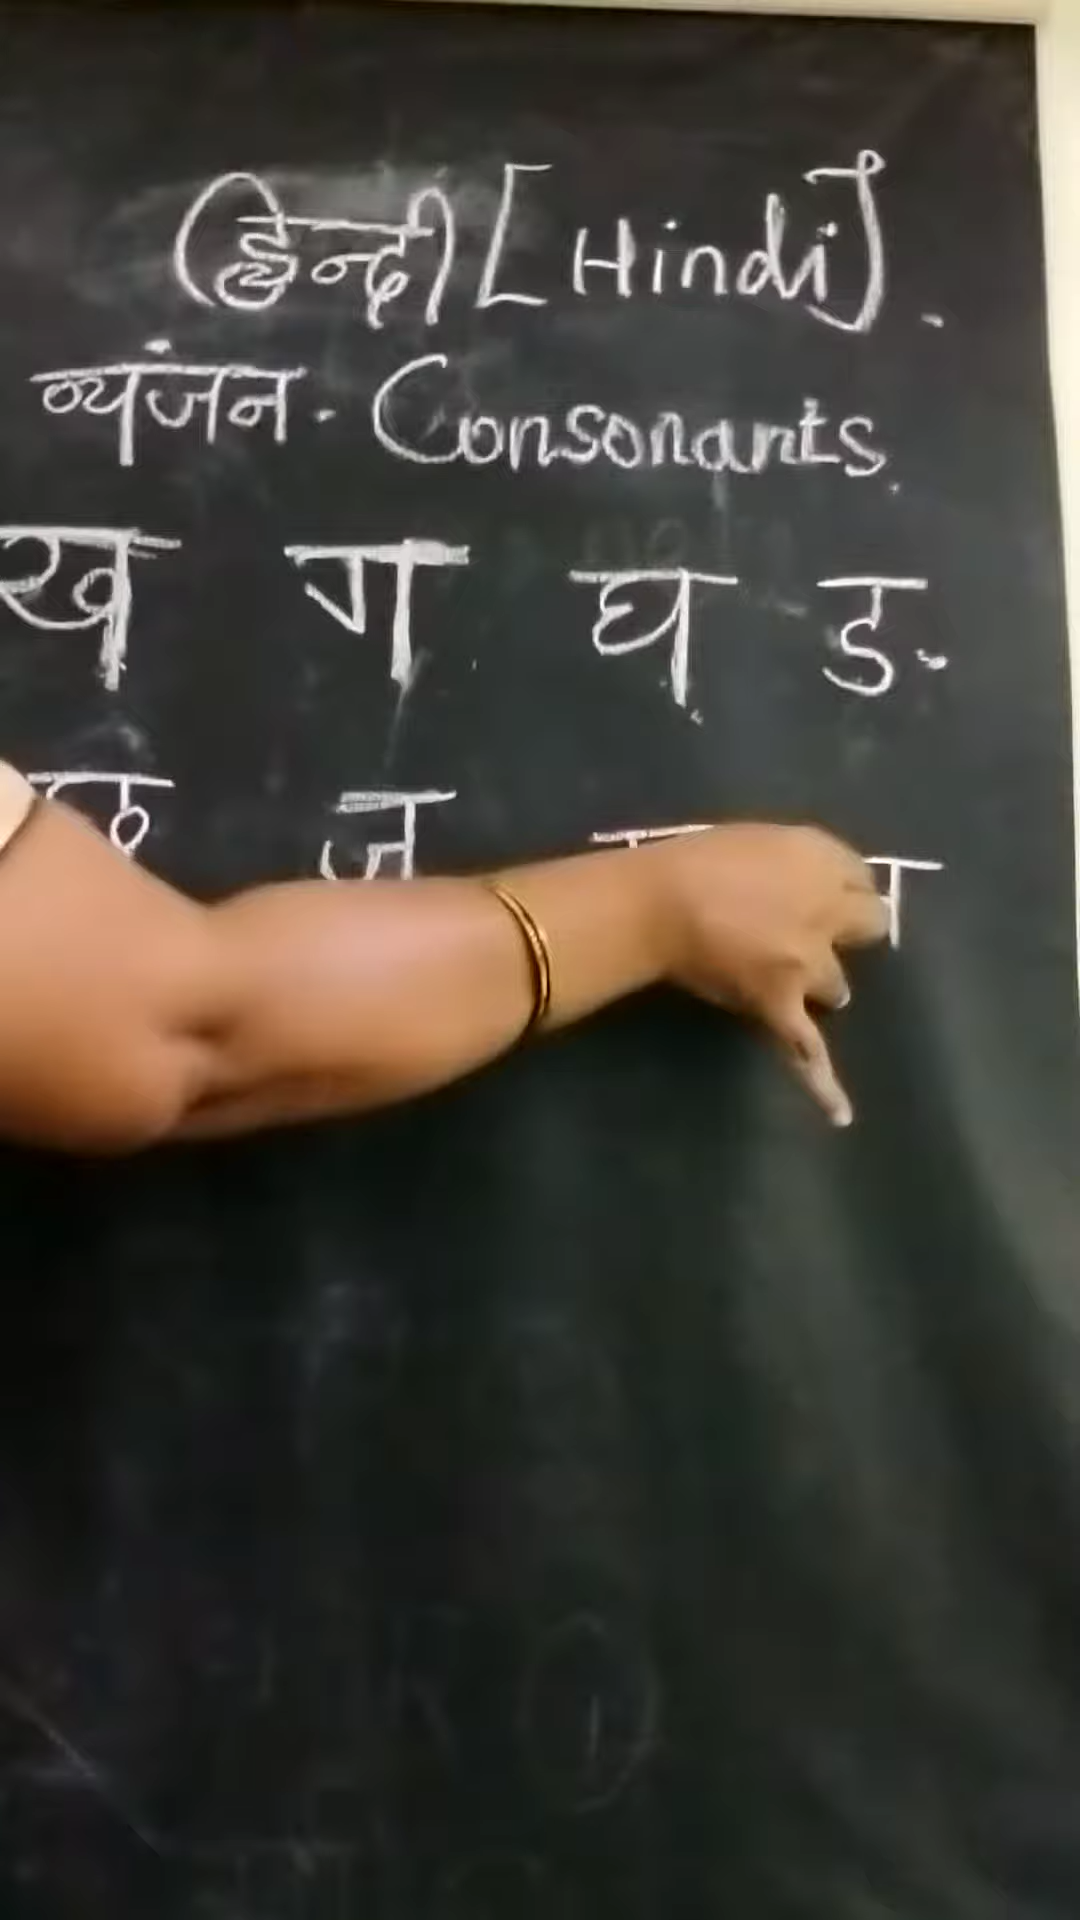 हिन्दी [Hindi].
व्यंजन - Consonants.
ख ग घ ङ
छ ज